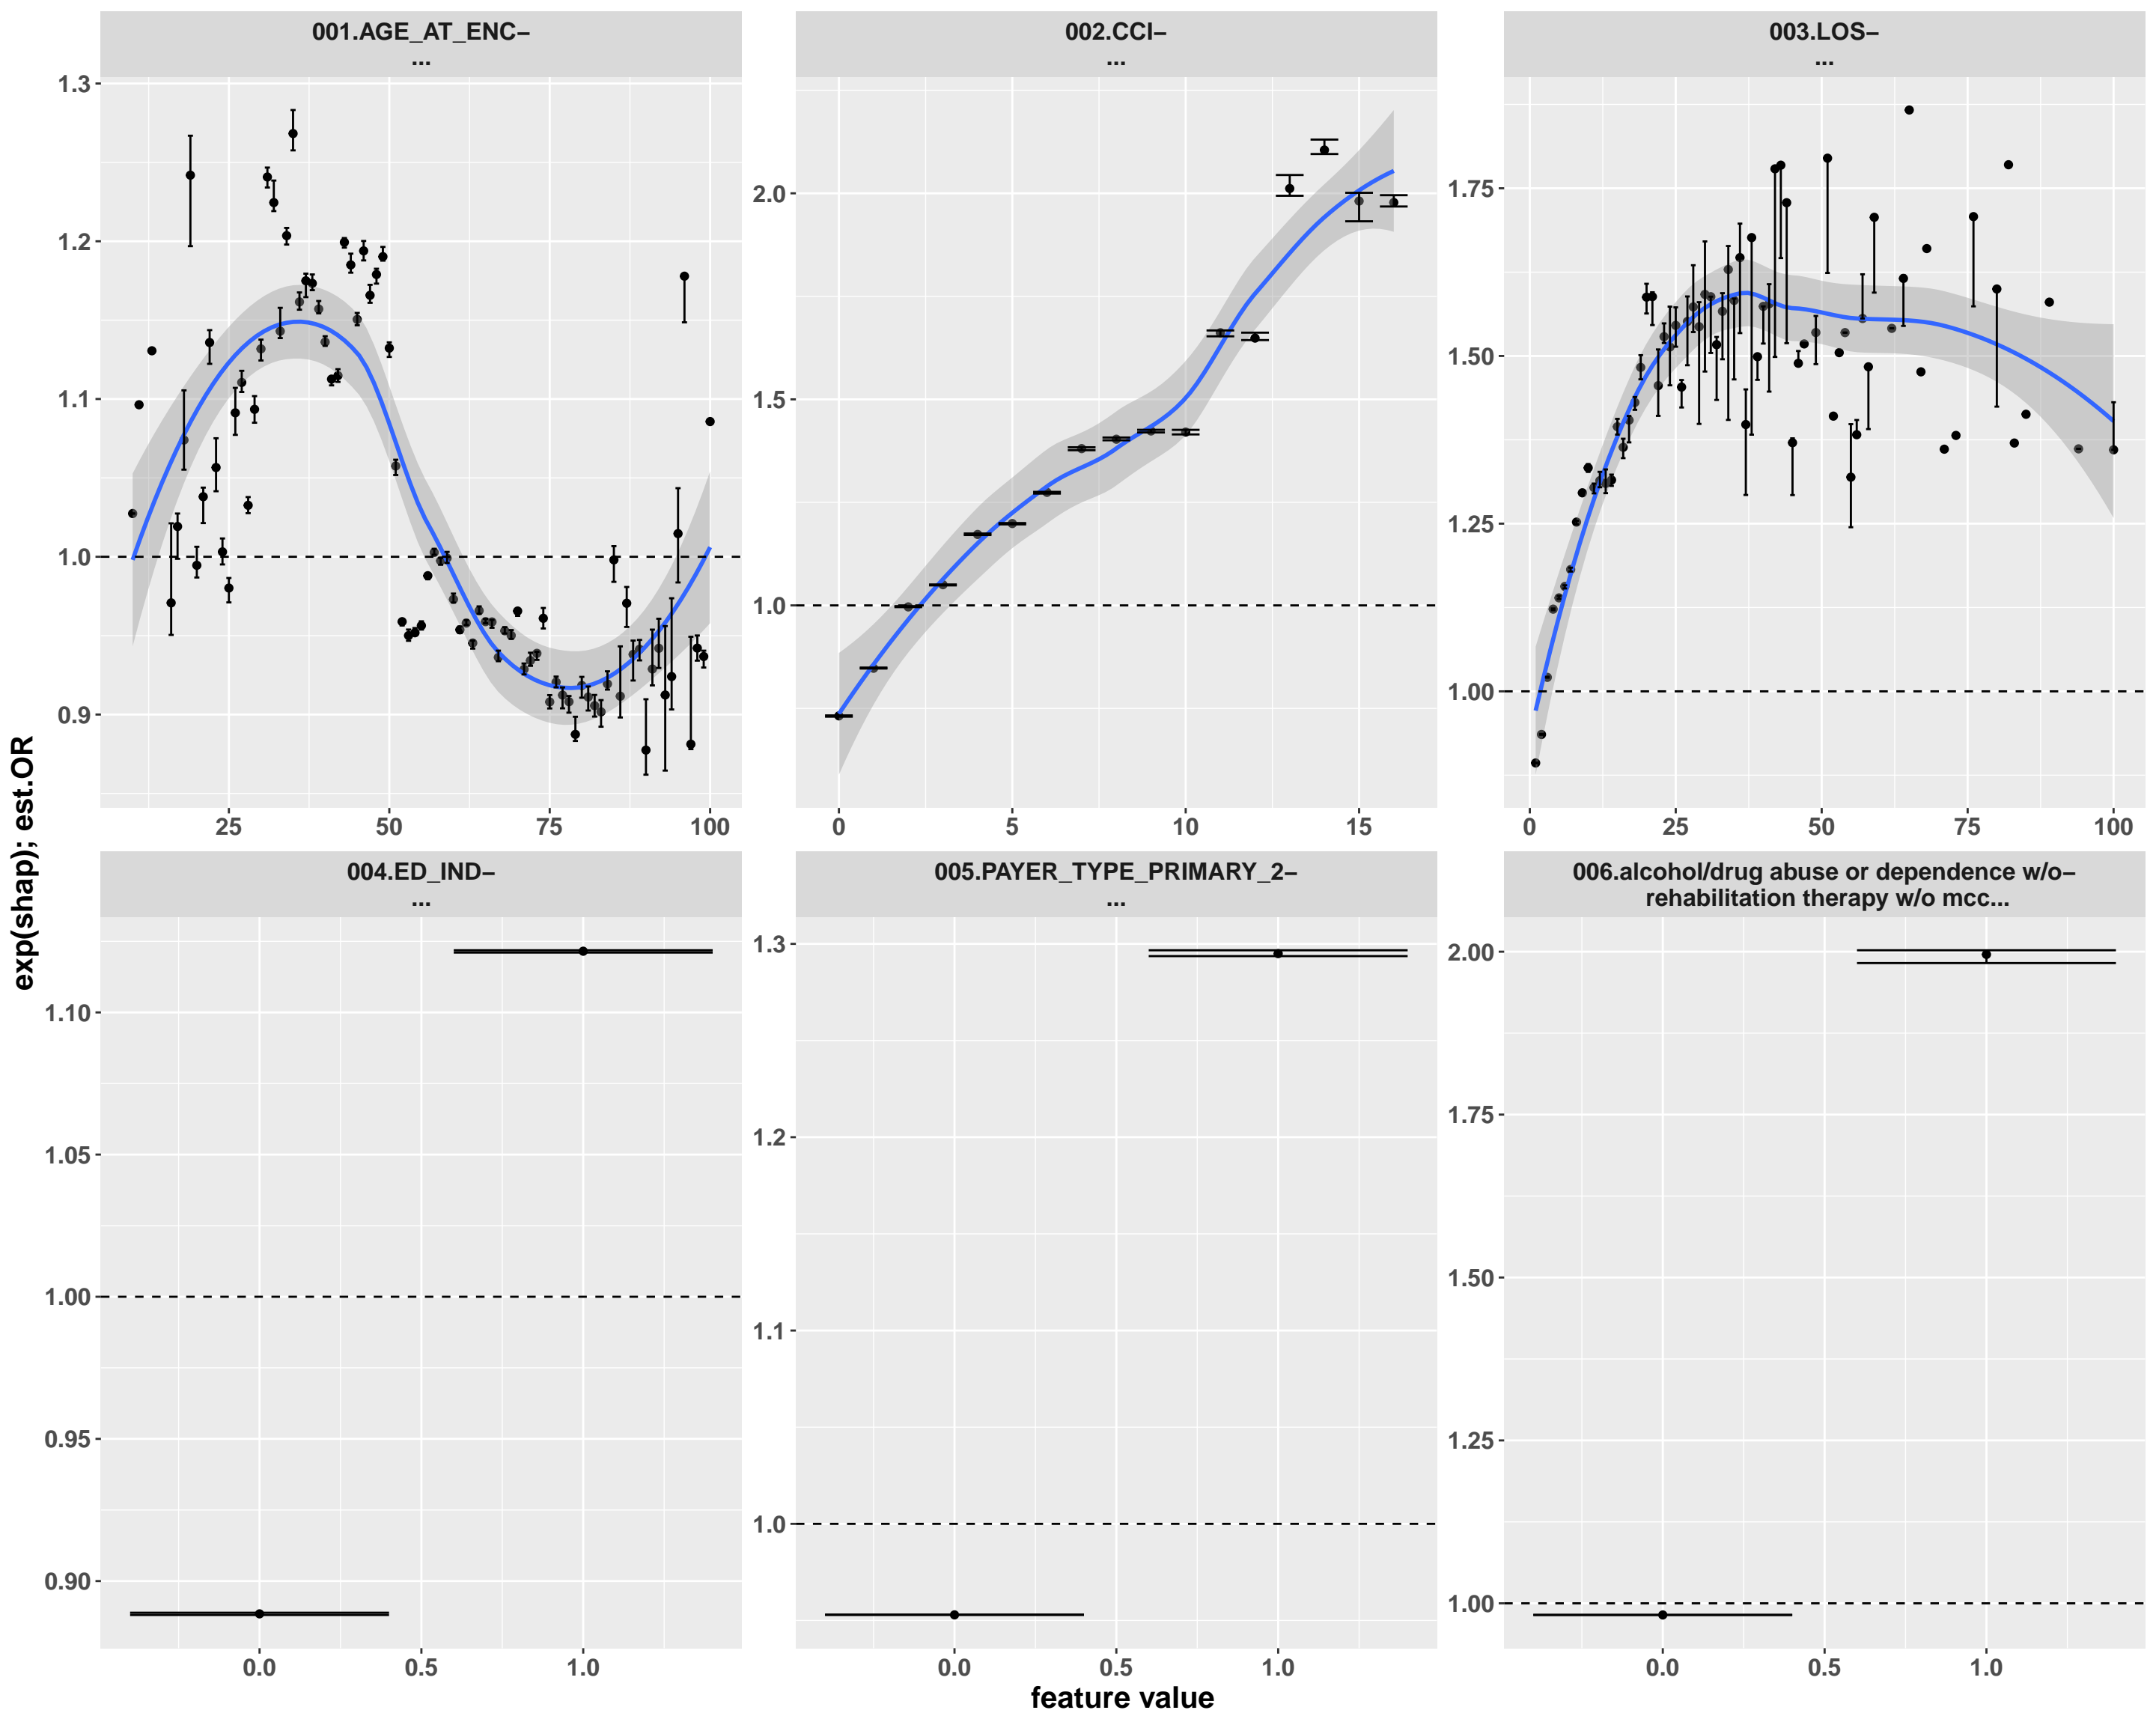 001.AGE_AT_ENC–
...
002.CCI–
...
003.LOS–
...
1.3
1.2
1.1
1.0
0.9
2.0
1.5
1.0
1.75
1.50
1.25
1.00
25 50 75 100
0 5 10 15
0 25 50 75 100
exp(shap); est.OR
004.ED_IND–
...
005.PAYER_TYPE_PRIMARY_2–
...
006.alcohol/drug abuse or dependence w/o–
rehabilitation therapy w/o mcc...
1.10
1.05
1.00
0.95
0.90
1.3
1.2
1.1
1.0
2.00
1.75
1.50
1.25
1.00
0.0 0.5 1.0
0.0 0.5 1.0
0.0 0.5 1.0
feature value